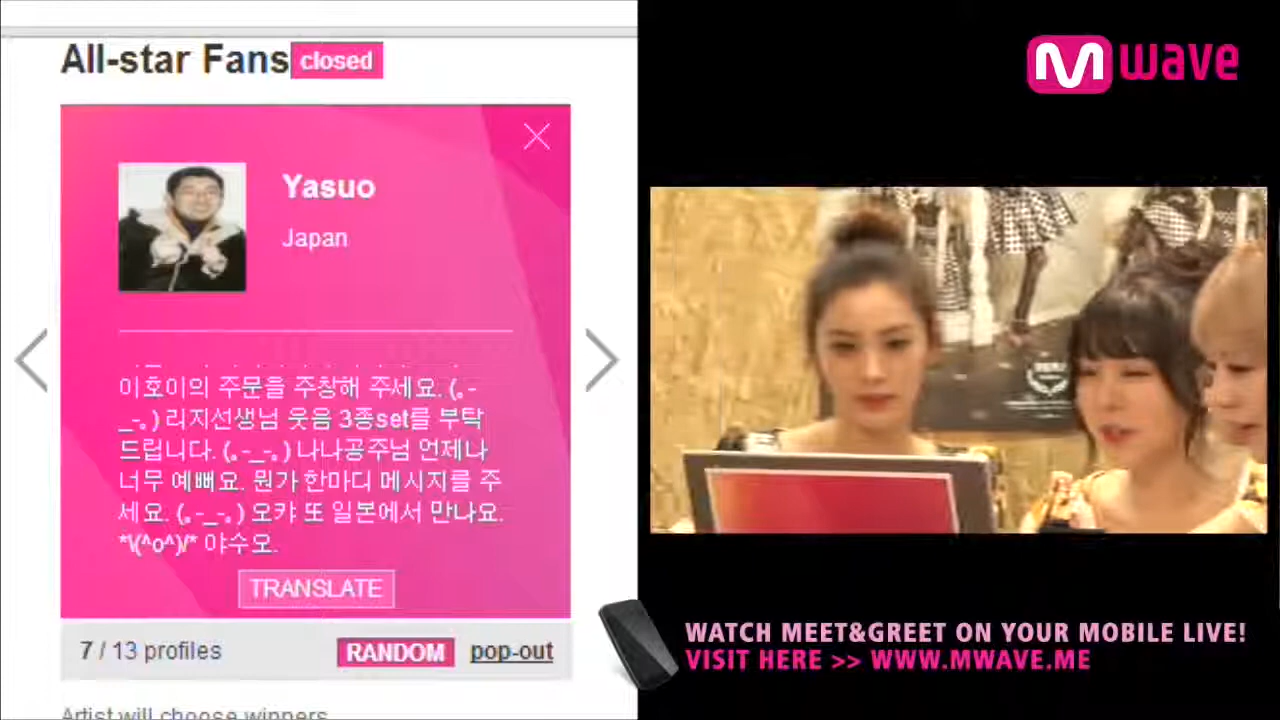 All-star Fans closed
Yasuo
Japan
이호이의 주문을 주창해 주세요. (｡-
_-｡) 리지선생님 웃음 3종set를 부탁
드립니다. (｡-_-｡) 나나공주님 언제나
너무 예뻐요. 뭔가 한마디 메시지를 주
세요. (｡-_-｡) 오캬 또 일본에서 만나요.
*\(^o^)/* 야수오.
TRANSLATE
7 / 13 profiles RANDOM pop-out
Artist will choose winners
M wave
WATCH MEET&GREET ON YOUR MOBILE LIVE!
VISIT HERE >> WWW.MWAVE.ME